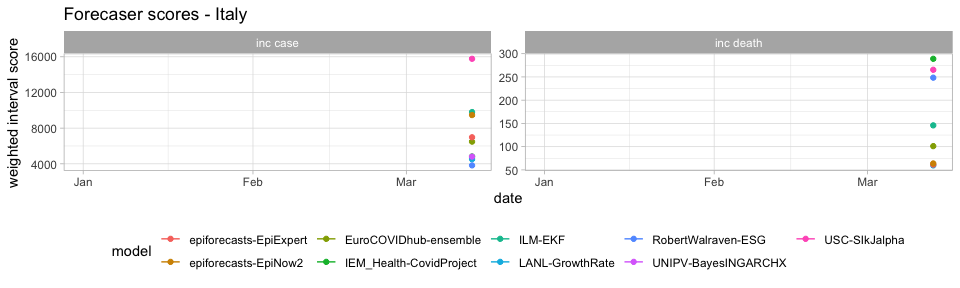 Forecaser scores - Italy
weighted interval score
inc case
16000
12000
8000
4000
Jan Feb Mar
inc death
300
250
200
150
100
50
Jan Feb Mar
date
model
epiforecasts-EpiExpert EuroCOVIDhub-ensemble ILM-EKF RobertWalraven-ESG USC-SIkJalpha
epiforecasts-EpiNow2 IEM_Health-CovidProject LANL-GrowthRate UNIPV-BayesINGARCHX